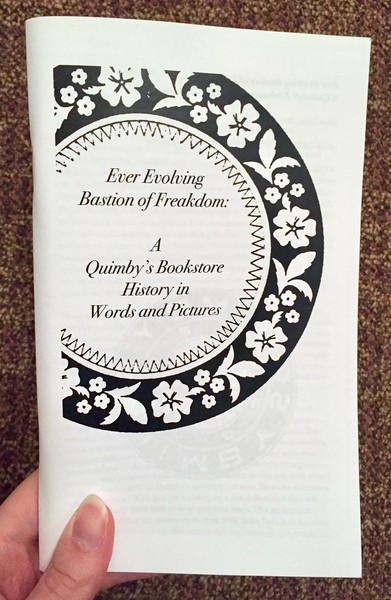 Ever Evolving
Bastion of Freakdom:
A
Quimby's Bookstore
History in
Words and Pictures